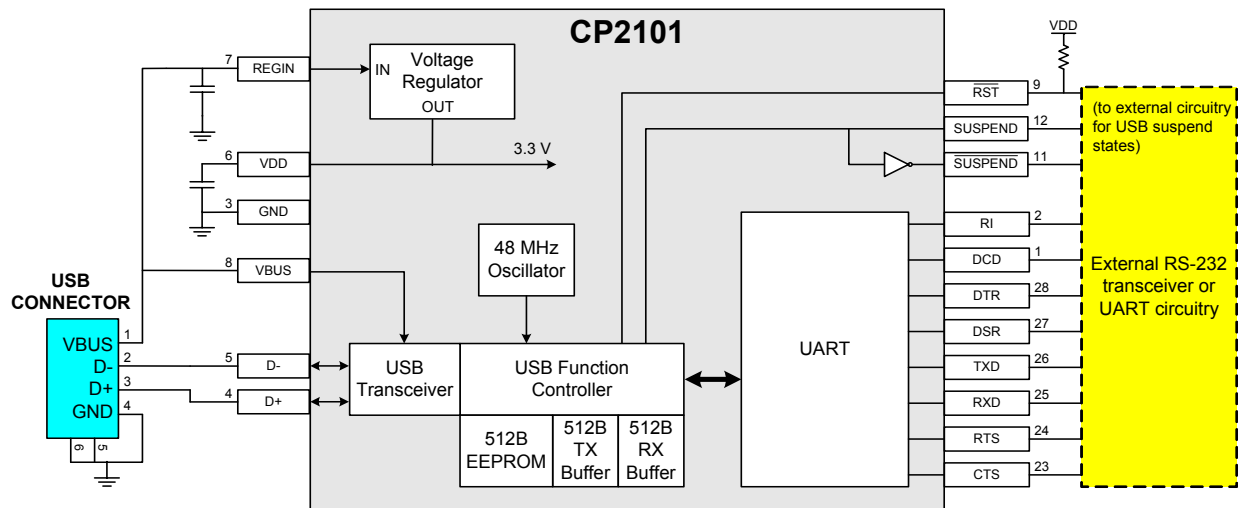 CP2101
7
REGIN
IN
Voltage
Regulator
OUT
6
VDD
3.3 V
3
GND
8
VBUS
48 MHz
Oscillator
USB
CONNECTOR
VBUS
1
D-
2
D+
3
GND
4
6
5
5
D-
4
D+
USB
Transceiver
USB Function
Controller
512B
EEPROM
512B
TX
Buffer
512B
RX
Buffer
UART
VDD
RST
9
SUSPEND
12
SUSPEND
11
RI
2
DCD
1
DTR
28
DSR
27
TXD
26
RXD
25
RTS
24
CTS
23
(to external circuitry
for USB suspend
states)
External RS-232
transceiver or
UART circuitry